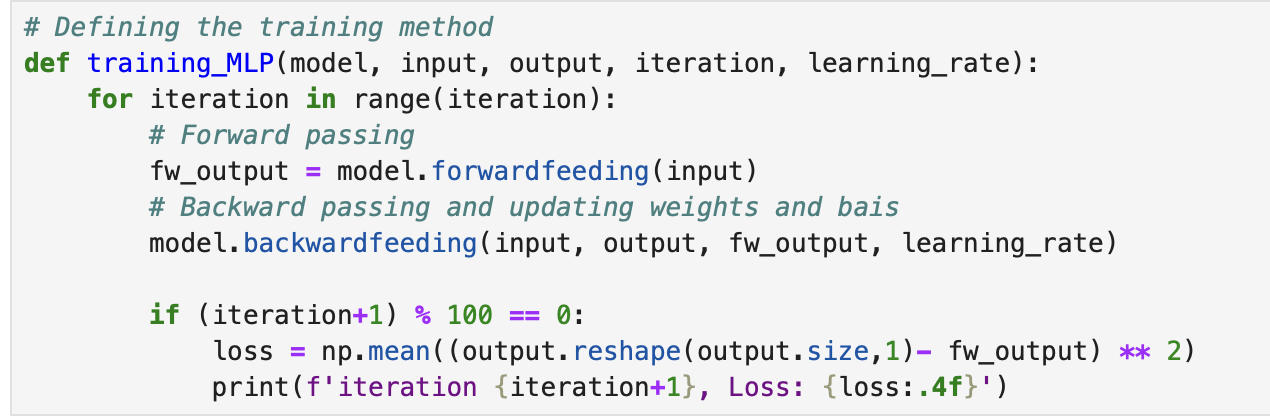 # Defining the training method
def training_MLP(model, input, output, iteration, learning_rate):
    for iteration in range(iteration):
        # Forward passing
        fw_output = model.forwardfeeding(input)
        # Backward passing and updating weights and bais
        model.backwardfeeding(input, output, fw_output, learning_rate)

        if (iteration+1) % 100 == 0:
            loss = np.mean((output.reshape(output.size,1)- fw_output) ** 2)
            print(f'iteration {iteration+1}, Loss: {loss:.4f}')